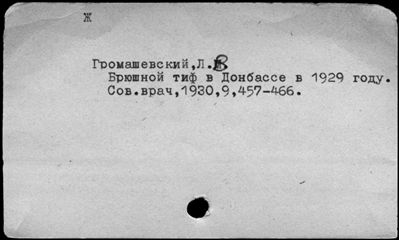 Ж
Громашевский,Л.В
Брюшной тиф в Донбассе в 1929 году.
Сов.врач,1930,9,457-466.